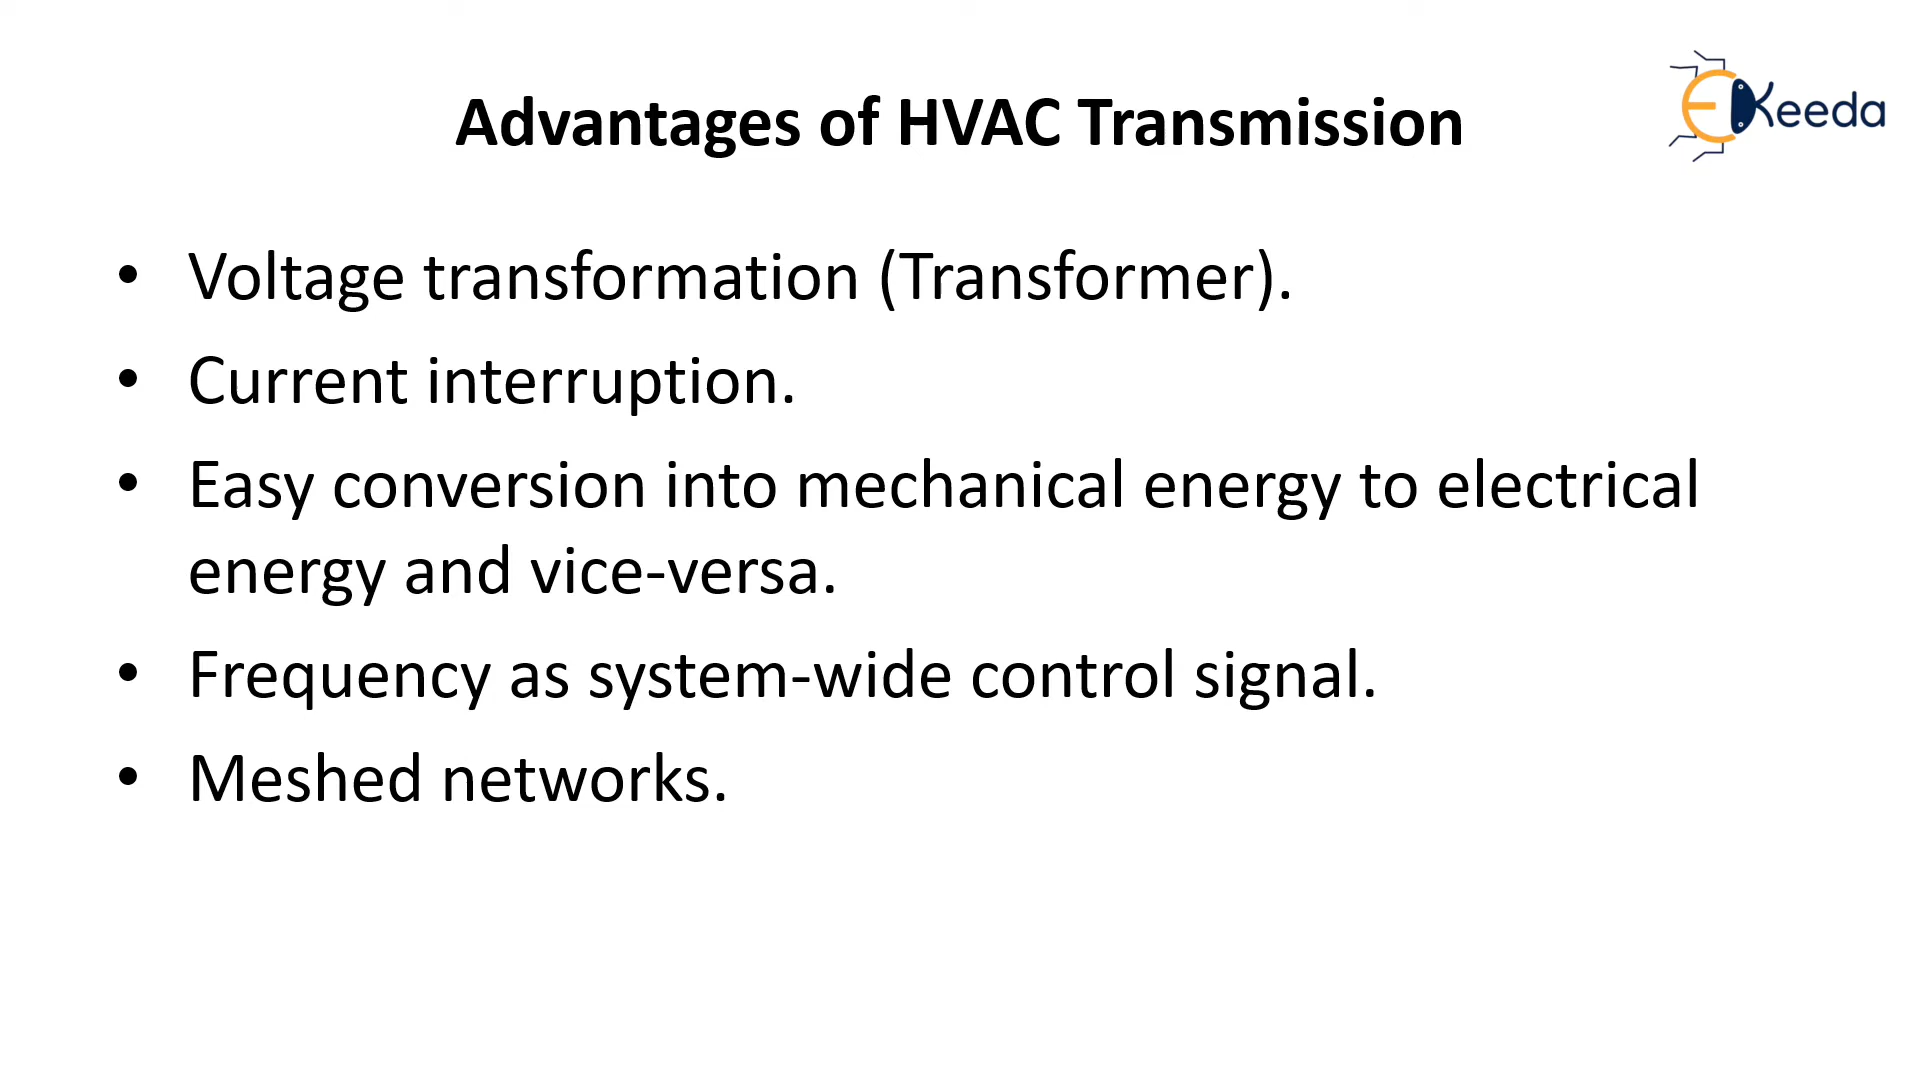 Advantages of HVAC Transmission
EKeeda
• Voltage transformation (Transformer).
• Current interruption.
• Easy conversion into mechanical energy to electrical
energy and vice-versa.
• Frequency as system-wide control signal.
• Meshed networks.